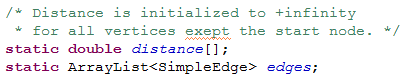 /* Distance is initialized to +infinity
 * for all vertices exept the start node. */
static double distance[];
static ArrayList<SimpleEdge> edges;